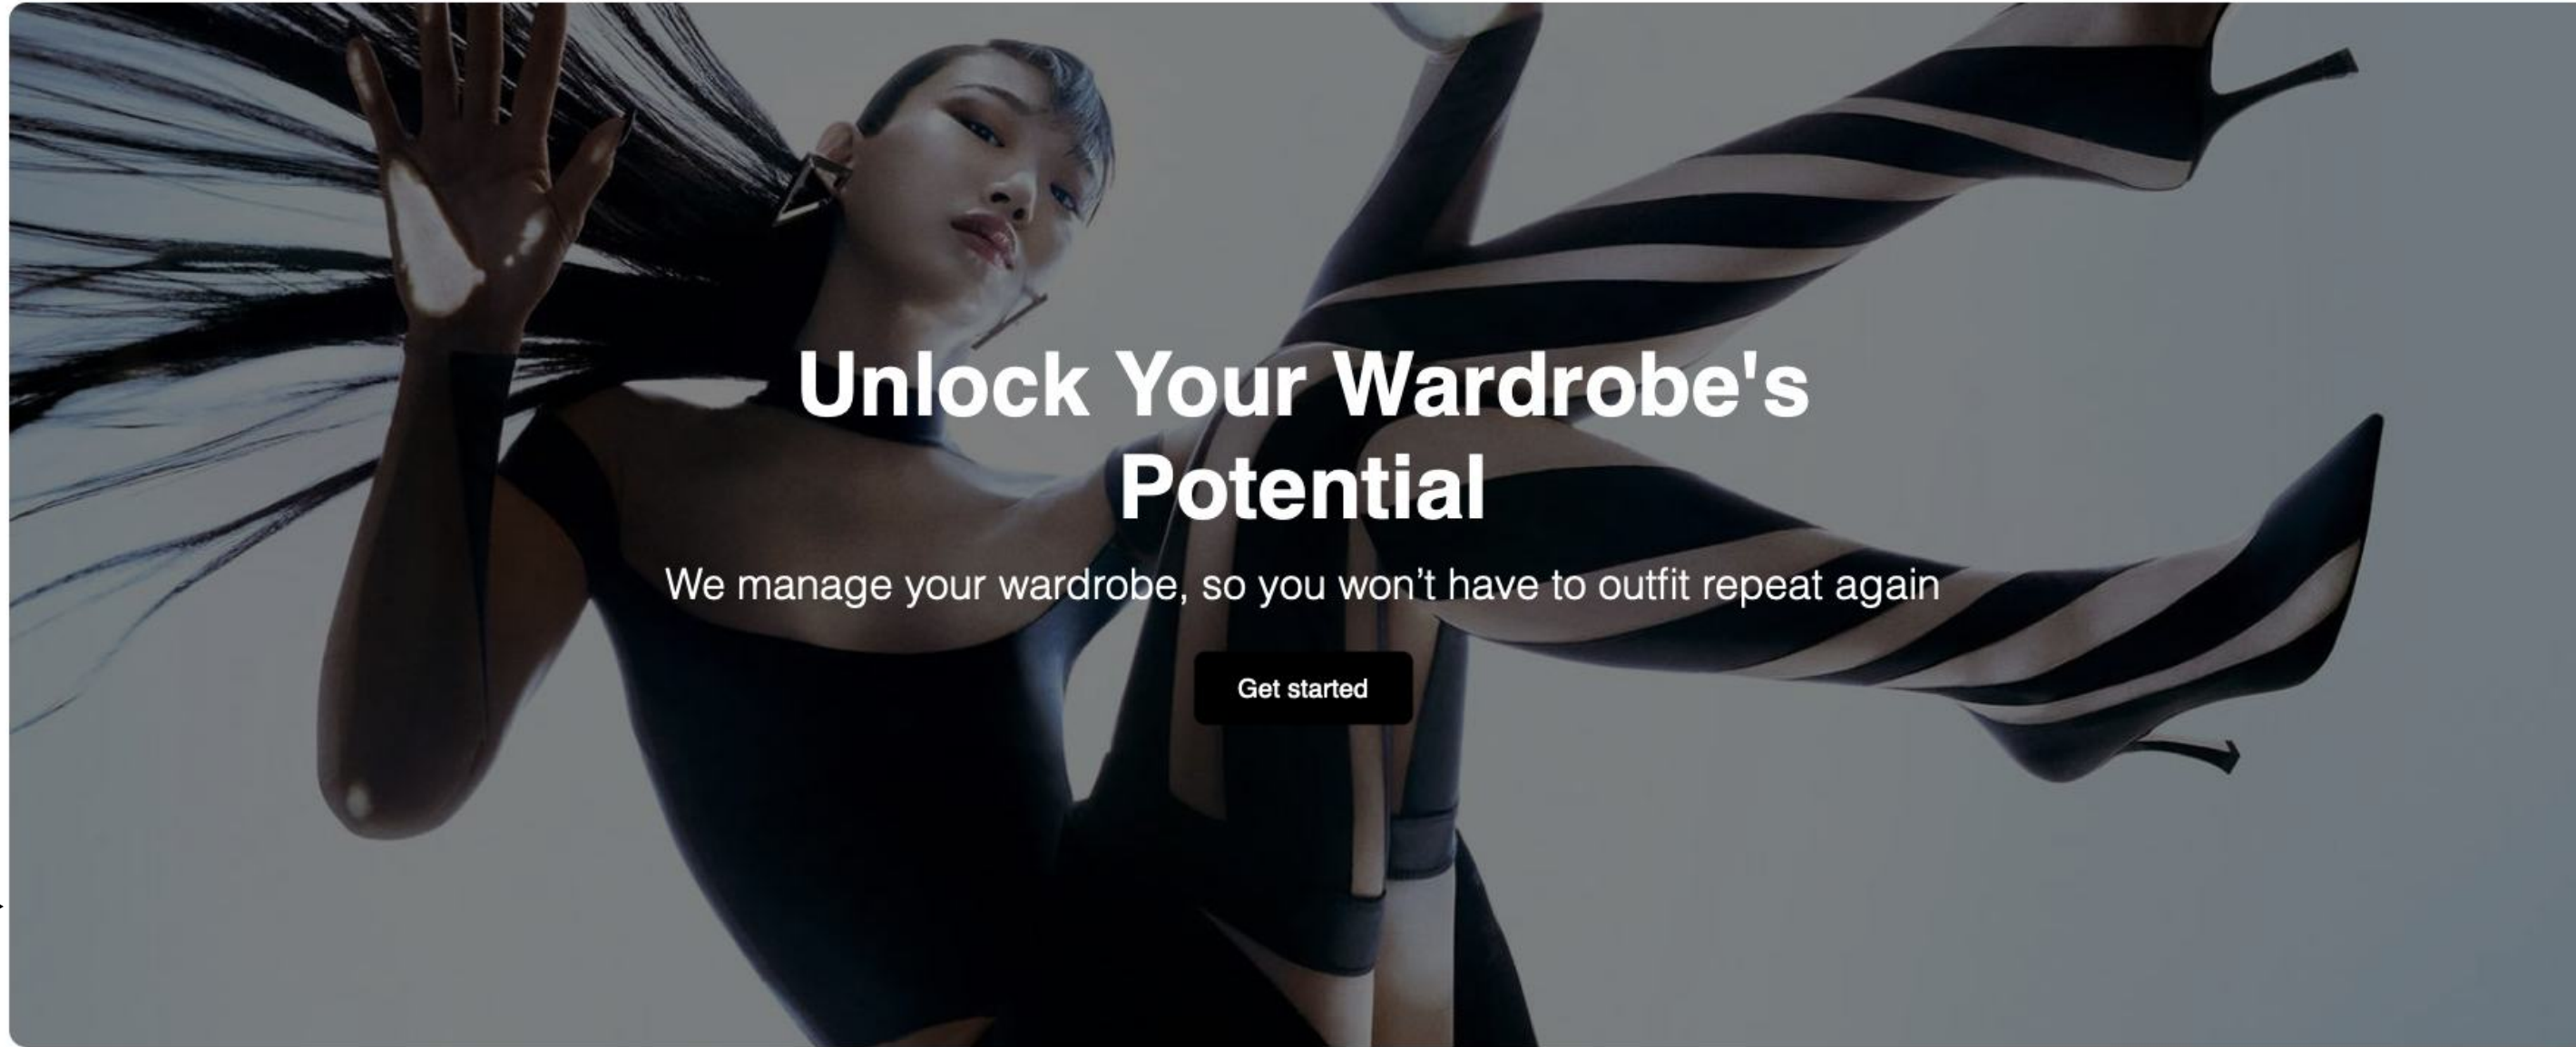 Unlock Your Wardrobe's
Potential
We manage your wardrobe, so you won’t have to outfit repeat again
Get started